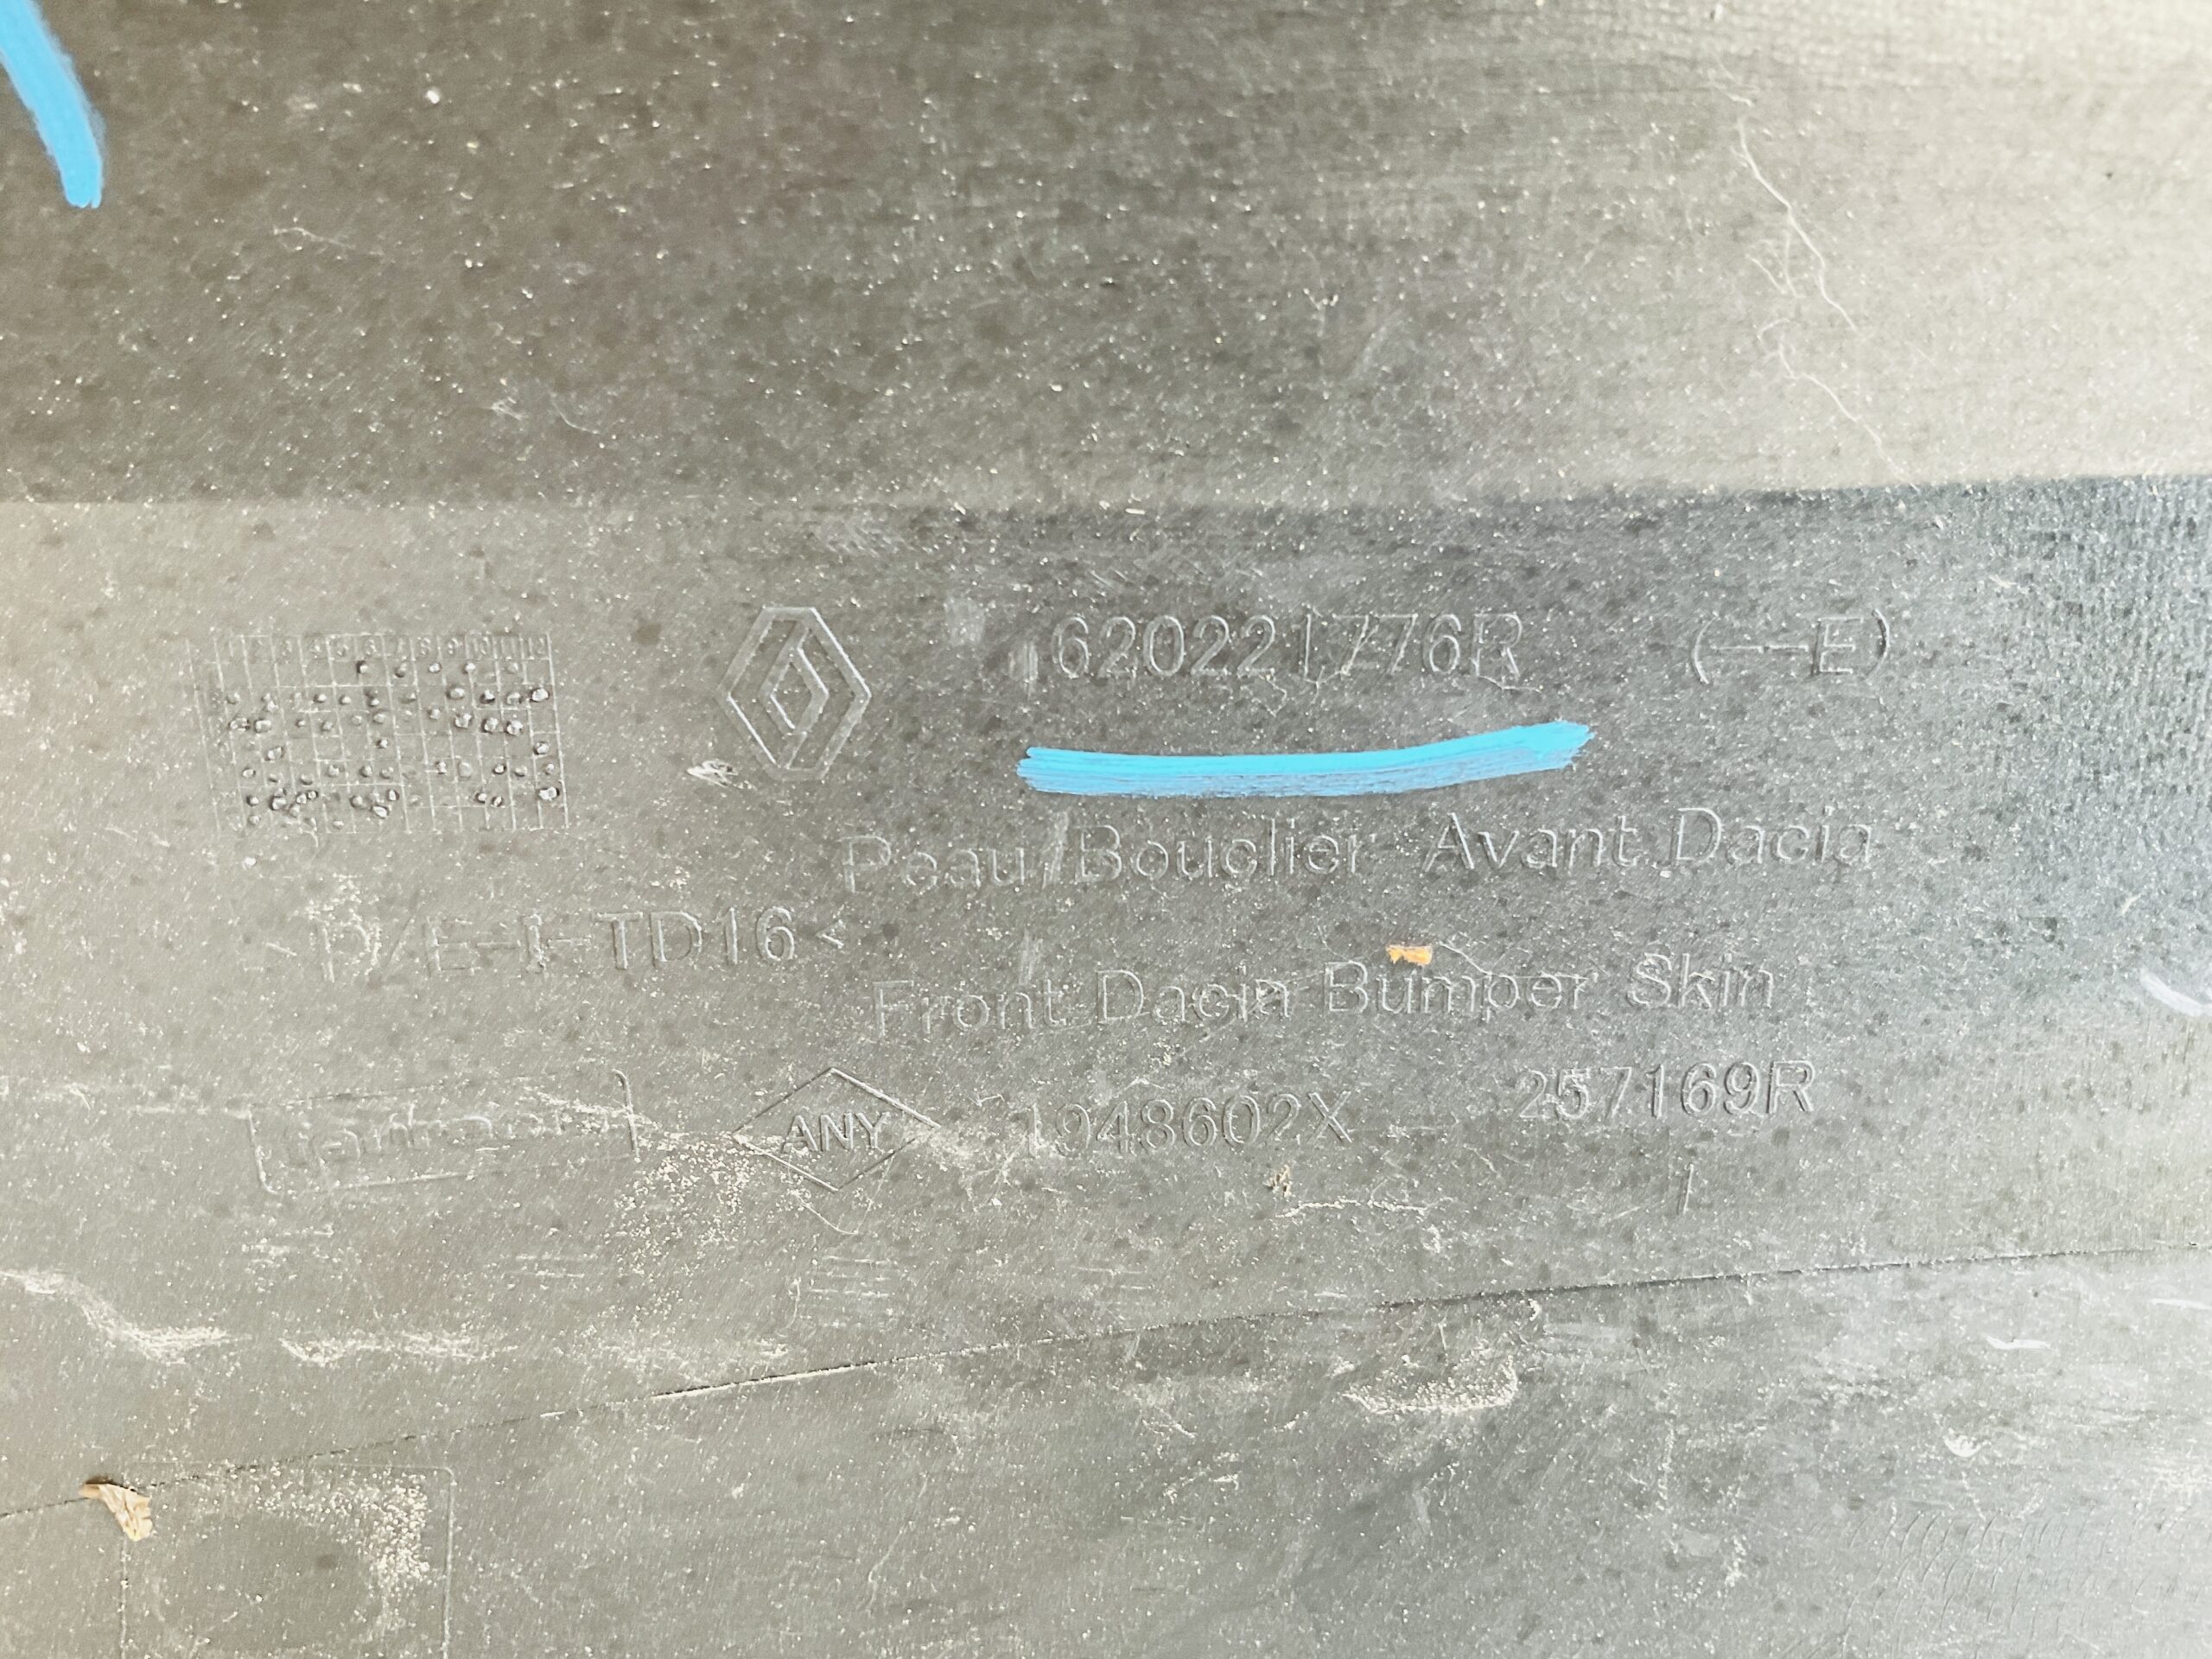 620221776R (--E)
Peau Bouclier Avant Dacia
P/E-I-TD16<
Front Dacia Bumper Skin
ANY 1948602X 257169R